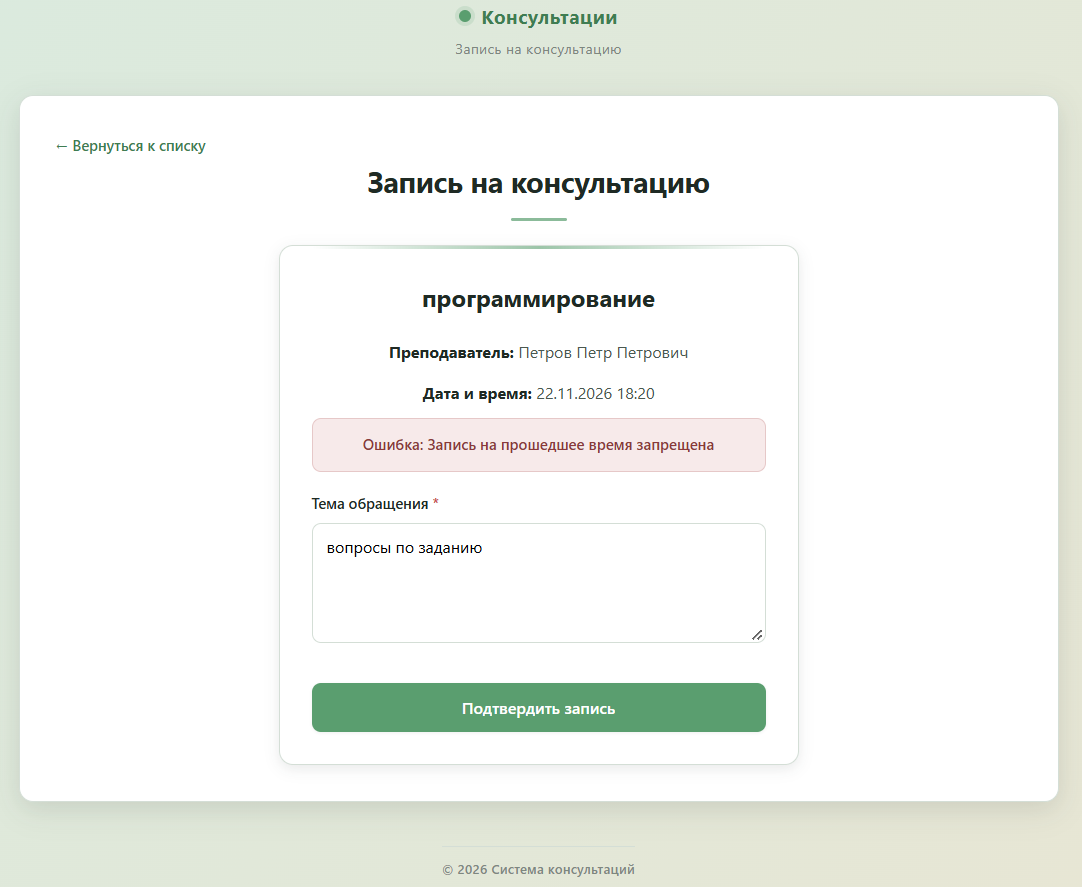 Консультации
Запись на консультацию
← Вернуться к списку
Запись на консультацию
программирование
Преподаватель: Петров Петр Петрович
Дата и время: 22.11.2026 18:20
Ошибка: Запись на прошедшее время запрещена
Тема обращения *
вопросы по заданию
Подтвердить запись
© 2026 Система консультаций